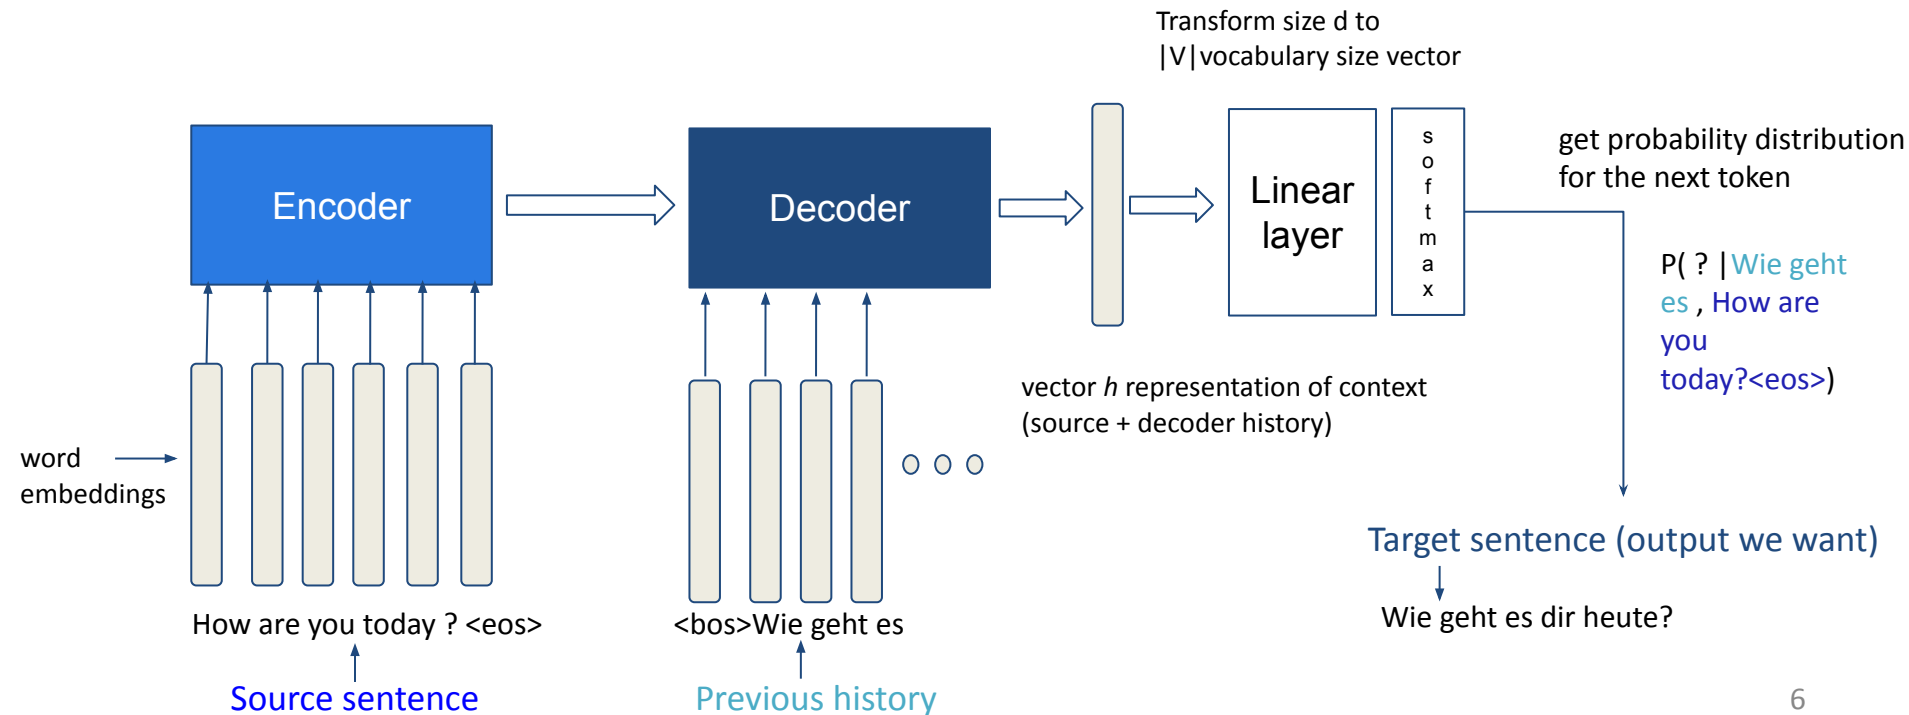 Transform size d to
|V|vocabulary size vector
Encoder
Decoder
Linear
layer
softmax
get probability distribution
for the next token
P( ? |Wie geht
es , How are
you
today?<eos>)
vector h representation of context
(source + decoder history)
word
embeddings
Target sentence (output we want)
Wie geht es dir heute?
How are you today ? <eos>
<bos>Wie geht es
Source sentence
Previous history
6